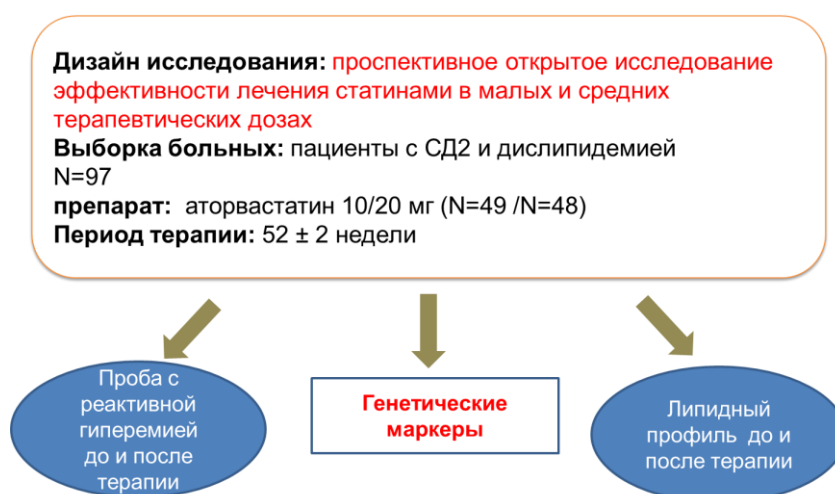 Дизайн исследования: проспективное открытое исследование
эффективности лечения статинами в малых и средних
терапевтических дозах
Выборка больных: пациенты с СД2 и дислипидемией
N=97
препарат: аторвастатин 10/20 мг (N=49 /N=48)
Период терапии: 52 ± 2 недели
Проба с
реактивной
гиперемией
до и после
терапии
Генетические
маркеры
Липидный
профиль до и
после терапии